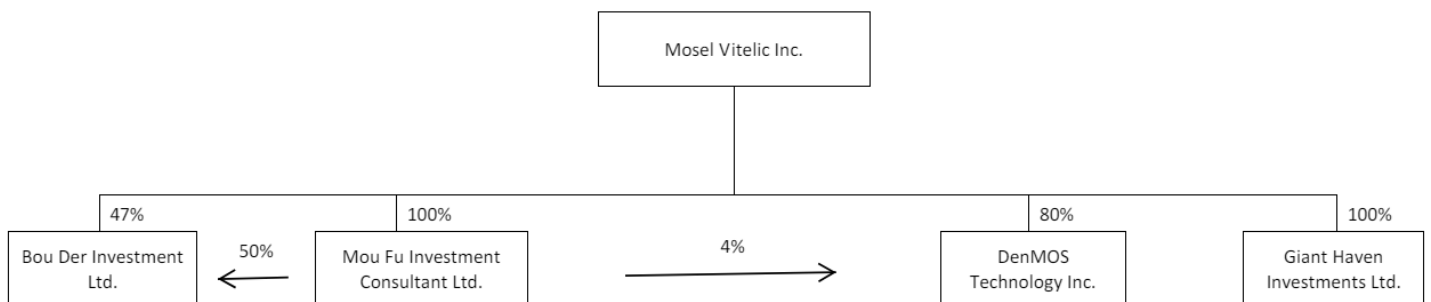 Mosel Vitelic Inc.
47%
100%
80%
100%
Bou Der Investment
Ltd.
50%
Mou Fu Investment
Consultant Ltd.
4%
DenMOS
Technology Inc.
Giant Haven
Investments Ltd.